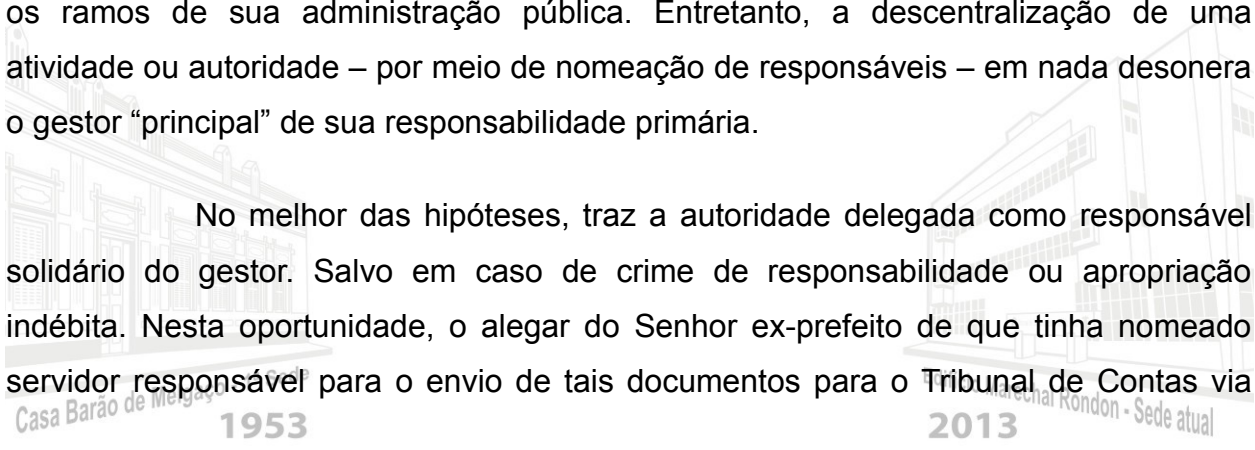 os ramos de sua administração pública. Entretanto, a descentralização de uma
atividade ou autoridade – por meio de nomeação de responsáveis – em nada desonera
o gestor “principal” de sua responsabilidade primária.
No melhor das hipóteses, traz a autoridade delegada como responsável
solidário do gestor. Salvo em caso de crime de responsabilidade ou apropriação
indébita. Nesta oportunidade, o alegar do Senhor ex-prefeito de que tinha nomeado
servidor responsável para o envio de tais documentos para o Tribunal de Contas via
Casa Barão de Melgaço
1953
Marechal Rondon - Sede atual
2013